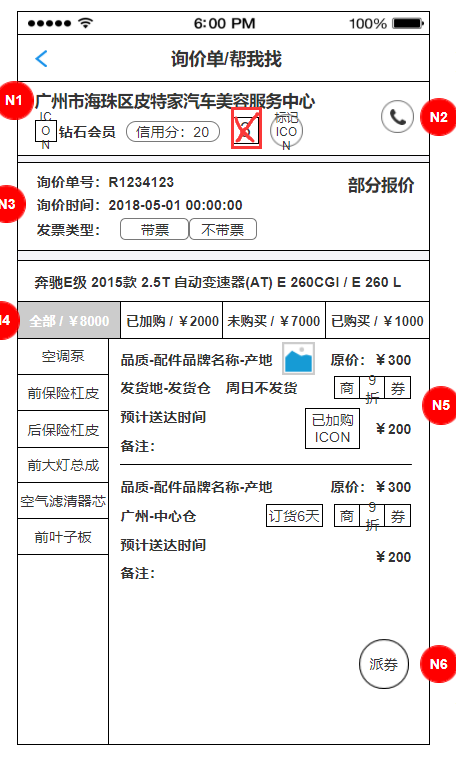 6:00 PM 100%
询价单/帮我找
N1 广州市海珠区皮特家汽车美容服务中心
ICON 钻石会员 信用分：20 3 标记ICON N2
询价单号：R1234123 部分报价
N3 询价时间：2018-05-01 00:00:00
发票类型： 带票 不带票
奔驰E级 2015款 2.5T 自动变速器(AT) E 260CGI / E 260 L
N4 全部 / ￥8000 已加购 / ￥2000 未购买 / ￥7000 已购买 / ￥1000
空调泵
前保险杠皮
后保险杠皮
前大灯总成
空气滤清器芯
前叶子板
品质-配件品牌名称-产地 原价：￥300
发货地-发货仓 周日不发货 商 9折 券 N5
预计送达时间 已加购ICON ￥200
备注：
品质-配件品牌名称-产地 原价：￥300
广州-中心仓 订货6天 商 9折 券
预计送达时间 ￥200
备注：
派券 N6